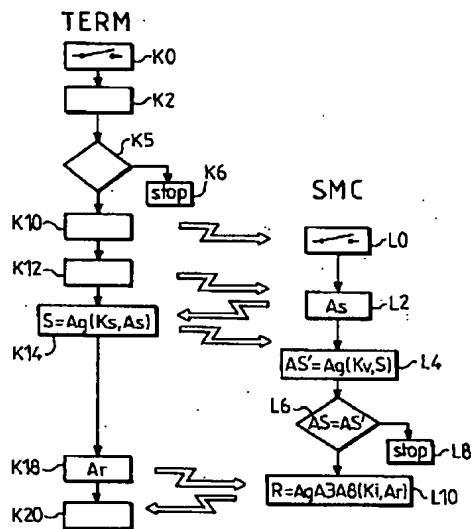 TERM
K0
K2
K5
stop
K6
SMC
K10
L0
K12
As
L2
S=Ag(Ks,As)
K14
AS'=Ag(Kv,S)
L4
L6
AS=AS'
stop
L8
K18
Ar
R=AgA3A8(Ki,Ar)
L10
K20